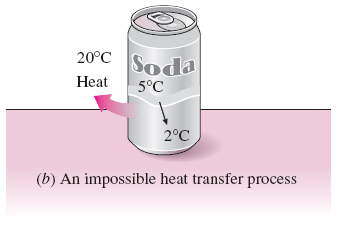 20°C
Soda
Heat
5°C
2°C
(b) An impossible heat transfer process